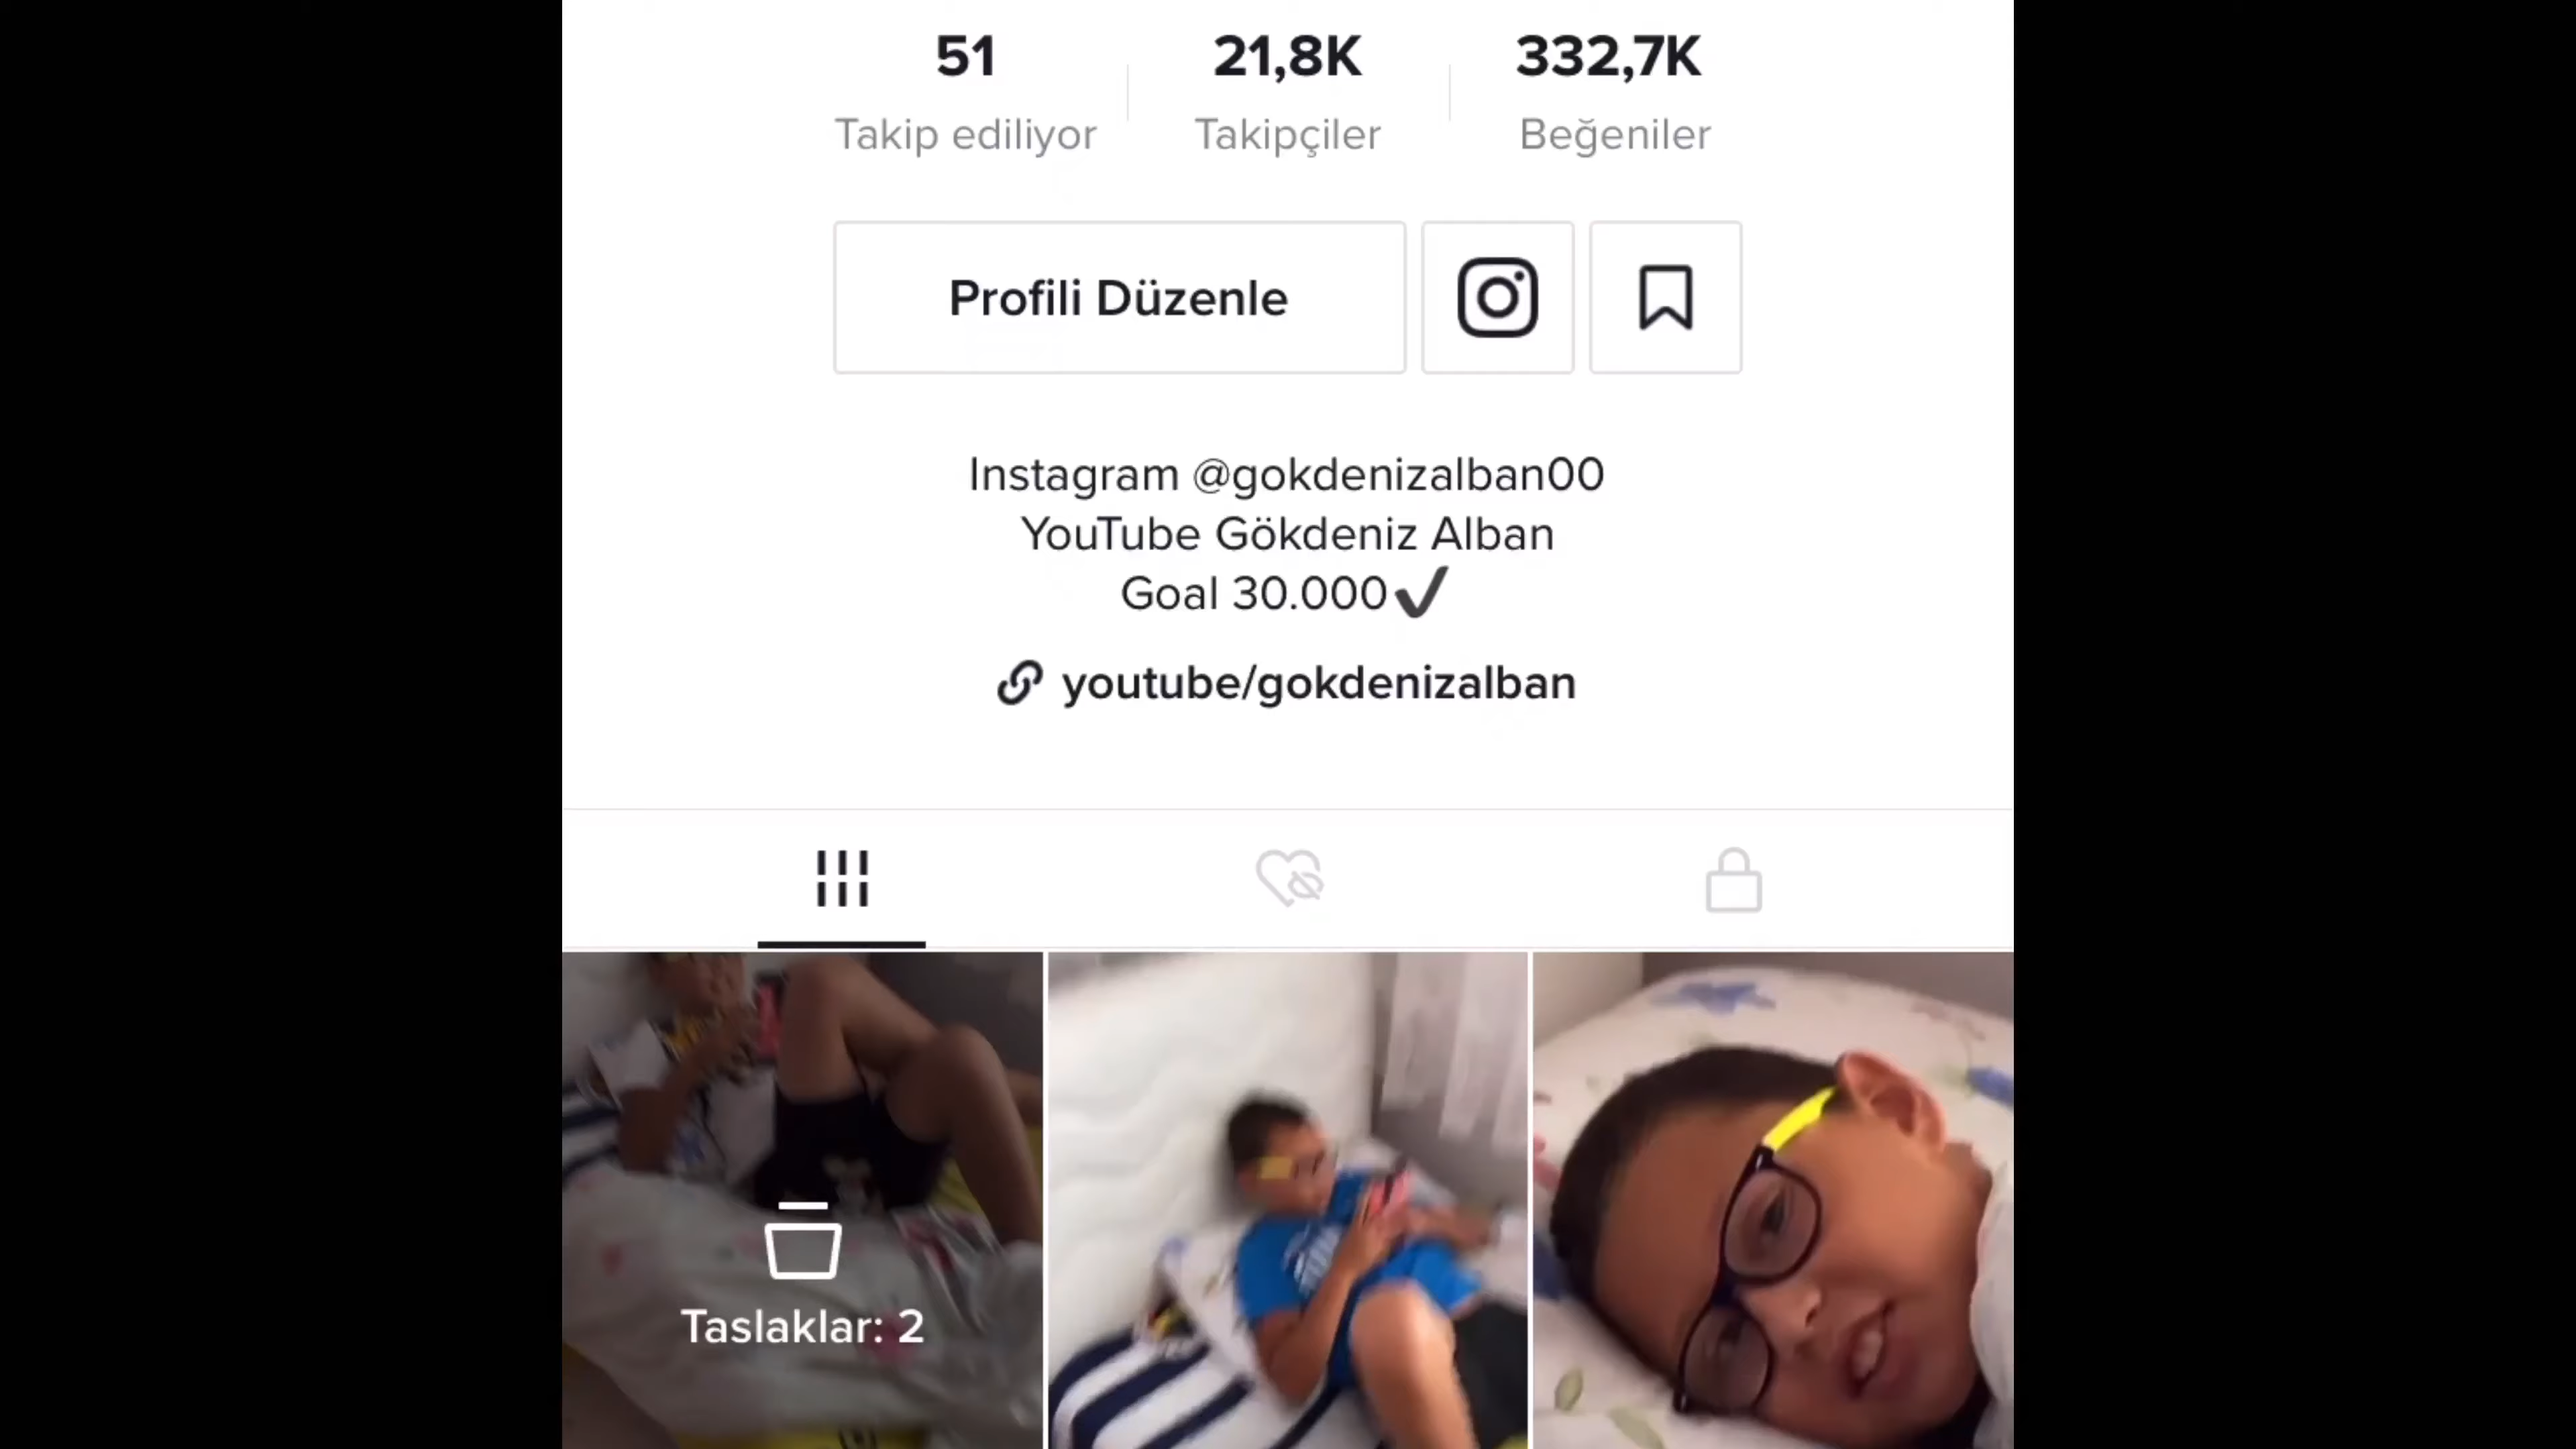 51
21,8K
332,7K
Takip ediliyor
Takipçiler
Beğeniler
Profili Düzenle
Instagram @gokdenizalban00
YouTube Gökdeniz Alban
Goal 30.000✔
youtube/gokdenizalban
Taslaklar: 2